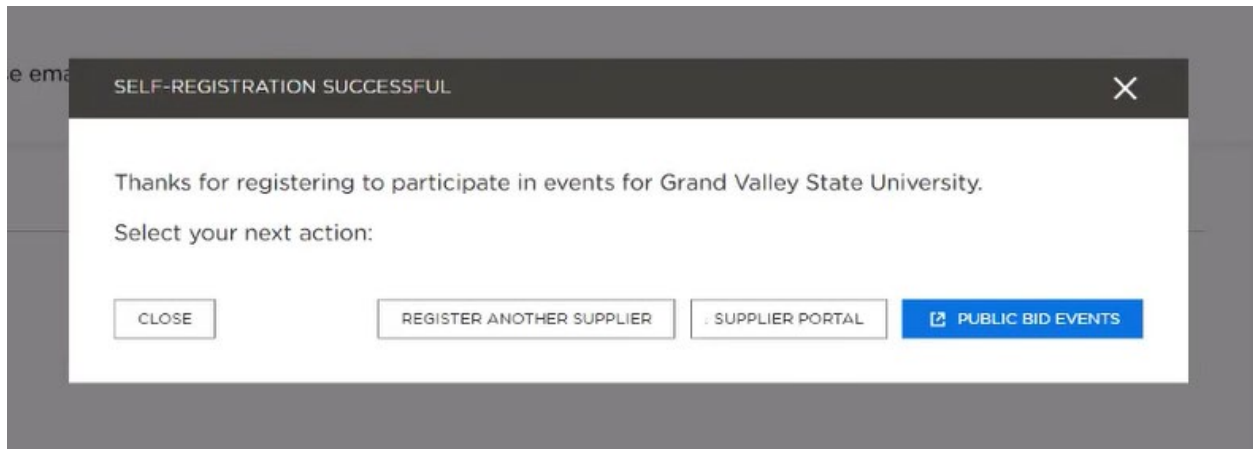 e ema
SELF-REGISTRATION SUCCESSFUL
Thanks for registering to participate in events for Grand Valley State University.
Select your next action:
CLOSE
REGISTER ANOTHER SUPPLIER
SUPPLIER PORTAL
PUBLIC BID EVENTS